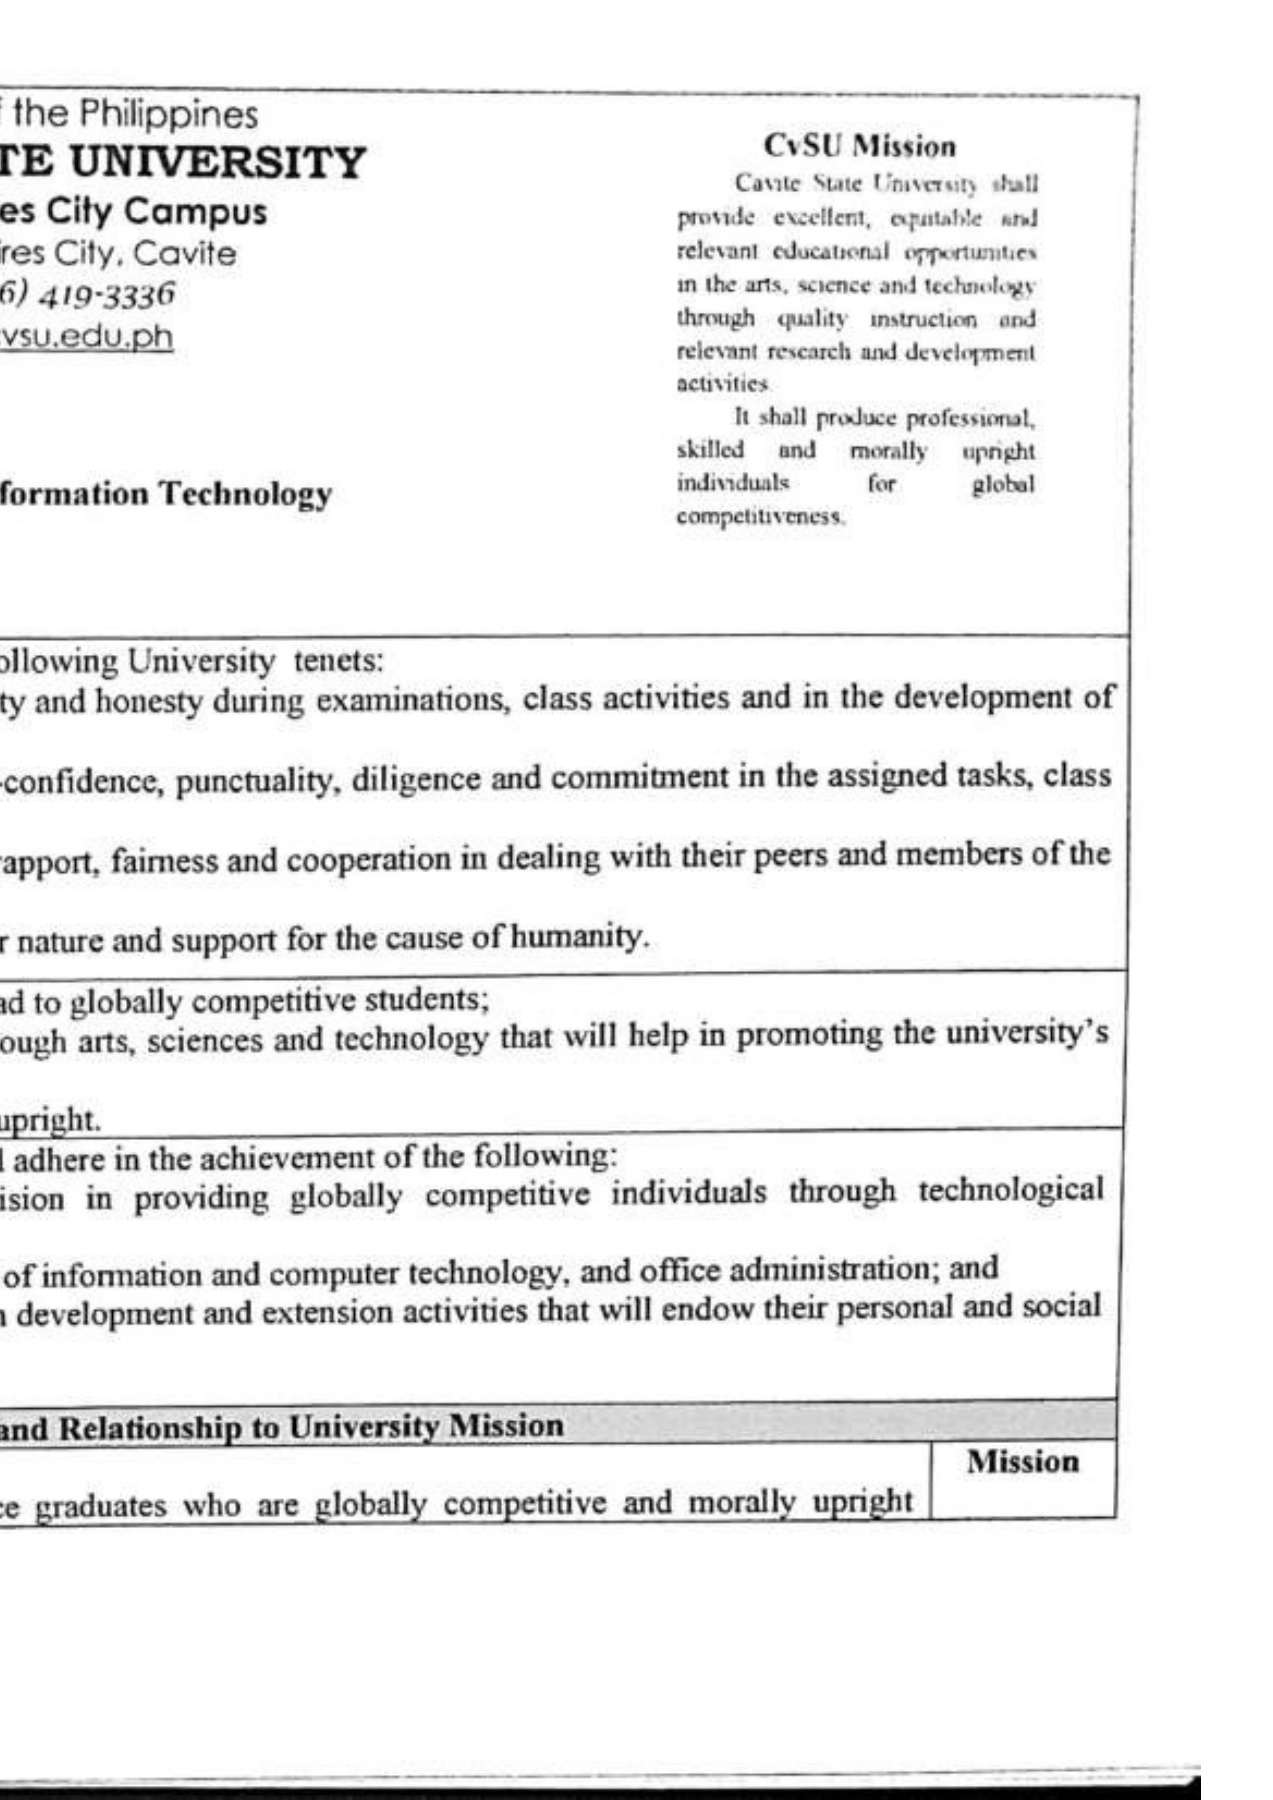 f the Philippines
TE UNIVERSITY
es City Campus
ires City, Cavite
6) 419-3336
vsu.edu.ph
formation Technology
CvSU Mission
Cavite State University shall
provide excellent, equitable and
relevant educational opportunities
in the arts, science and technology
through quality instruction and
relevant research and development
activities
It shall produce professional,
skilled and morally upright
individuals for global
competitiveness.
ollowing University tenets:
ty and honesty during examinations, class activities and in the development of
-confidence, punctuality, diligence and commitment in the assigned tasks, class
rapport, fairness and cooperation in dealing with their peers and members of the
r nature and support for the cause of humanity.
ad to globally competitive students;
ough arts, sciences and technology that will help in promoting the university's
upright.
l adhere in the achievement of the following:
ision in providing globally competitive individuals through technological
of information and computer technology, and office administration; and
n development and extension activities that will endow their personal and social
and Relationship to University Mission
Mission
ce graduates who are globally competitive and morally upright